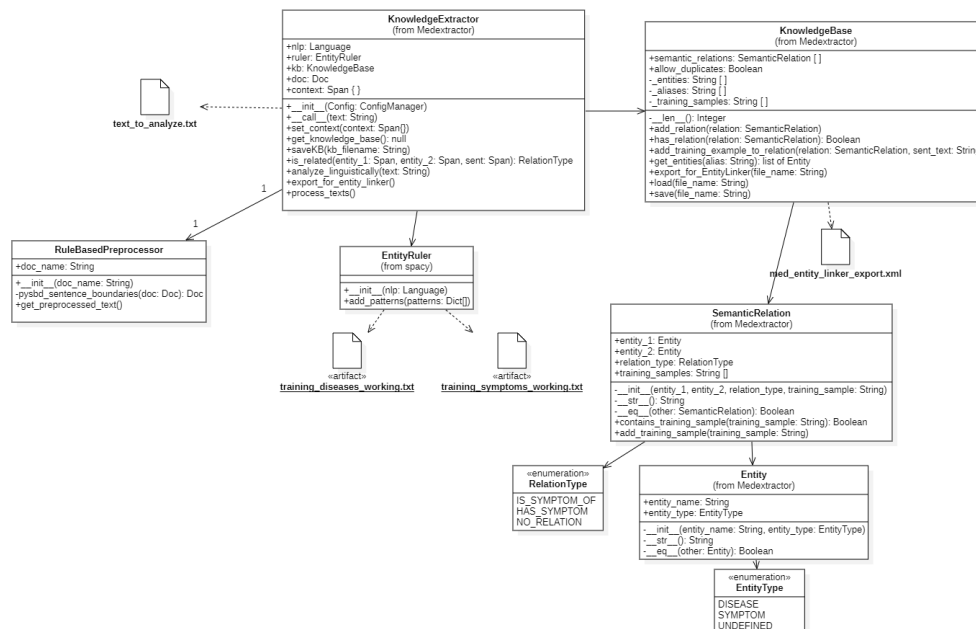 KnowledgeExtractor
(from Medextractor)
+nlp: Language
+ruler: EntityRuler
+kb: KnowledgeBase
+doc: Doc
+context: Span { }
+__init__(Config: ConfigManager)
+__call__(text: String)
+set_context(context: Span{})
+get_knowledge_base(): null
+saveKB(kb_filename: String)
+is_related(entity_1: Span, entity_2: Span, sent: Span): RelationType
+analyze_linguistically(text: String)
+export_for_entity_linker()
+process_texts()
KnowledgeBase
(from Medextractor)
+semantic_relations: SemanticRelation [ ]
+allow_duplicates: Boolean
-_entities: String [ ]
-_aliases: String [ ]
-_training_samples: String [ ]
-__len__(): Integer
+add_relation(relation: SemanticRelation)
+has_relation(relation: SemanticRelation): Boolean
+add_training_example_to_relation(relation: SemanticRelation, sent_text: Strin
+get_entities(alias: String): list of Entity
+export_for_EntityLinker(file_name: String)
+load(file_name: String)
+save(file_name: String)
text_to_analyze.txt
1
1
RuleBasedPreprocessor
+doc_name: String
+__init__(doc_name: String)
-pysbd_sentence_boundaries(doc: Doc): Doc
+get_preprocessed_text()
EntityRuler
(from spacy)
+__init__(nlp: Language)
+add_patterns(patterns: Dict[])
med_entity_linker_export.xml
«artifact»
training_diseases_working.txt
«artifact»
training_symptoms_working.txt
SemanticRelation
(from Medextractor)
+entity_1: Entity
+entity_2: Entity
+relation_type: RelationType
+training_samples: String []
-__init__(entity_1, entity_2, relation_type, training_sample: String)
-__str__(): String
-__eq__(other: SemanticRelation): Boolean
+contains_training_sample(training_sample: String): Boolean
+add_training_sample(training_sample: String)
«enumeration»
RelationType
IS_SYMPTOM_OF
HAS_SYMPTOM
NO_RELATION
Entity
(from Medextractor)
+entity_name: String
+entity_type: EntityType
-__init__(entity_name: String, entity_type: EntityType)
-__str__(): String
-__eq__(other: Entity): Boolean
«enumeration»
EntityType
DISEASE
SYMPTOM
UNDEFINED